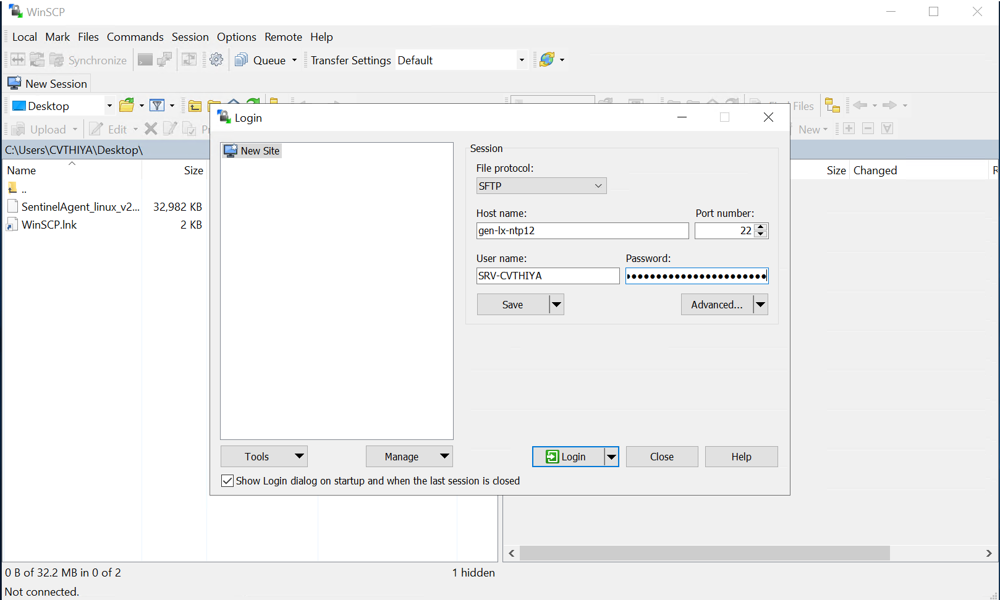 WinSCP
Local Mark Files Commands Session Options Remote Help
Synchronize Queue Transfer Settings Default
New Session
Desktop Find Files
Upload Edit New
C:\Users\CVTHIYA\Desktop\
Name Size Size Changed
..
SentinelAgent_linux_v2... 32,982 KB
WinSCP.lnk 2 KB
Login
New Site
Session
File protocol:
SFTP
Host name: Port number:
gen-lx-ntp12 22
User name: Password:
SRV-CVTHIYA
Save Advanced...
Tools Manage Login Close Help
Show Login dialog on startup and when the last session is closed
0 B of 32.2 MB in 0 of 2 1 hidden
Not connected.